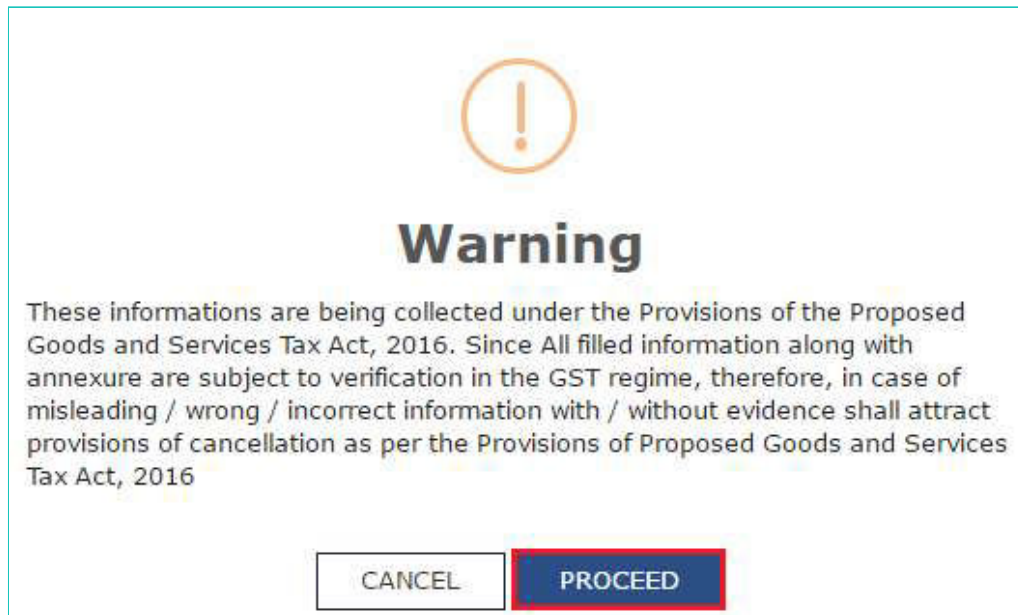 Warning
These informations are being collected under the Provisions of the Proposed
Goods and Services Tax Act, 2016. Since All filled information along with
annexure are subject to verification in the GST regime, therefore, in case of
misleading / wrong / incorrect information with / without evidence shall attract
provisions of cancellation as per the Provisions of Proposed Goods and Services
Tax Act, 2016
CANCEL PROCEED